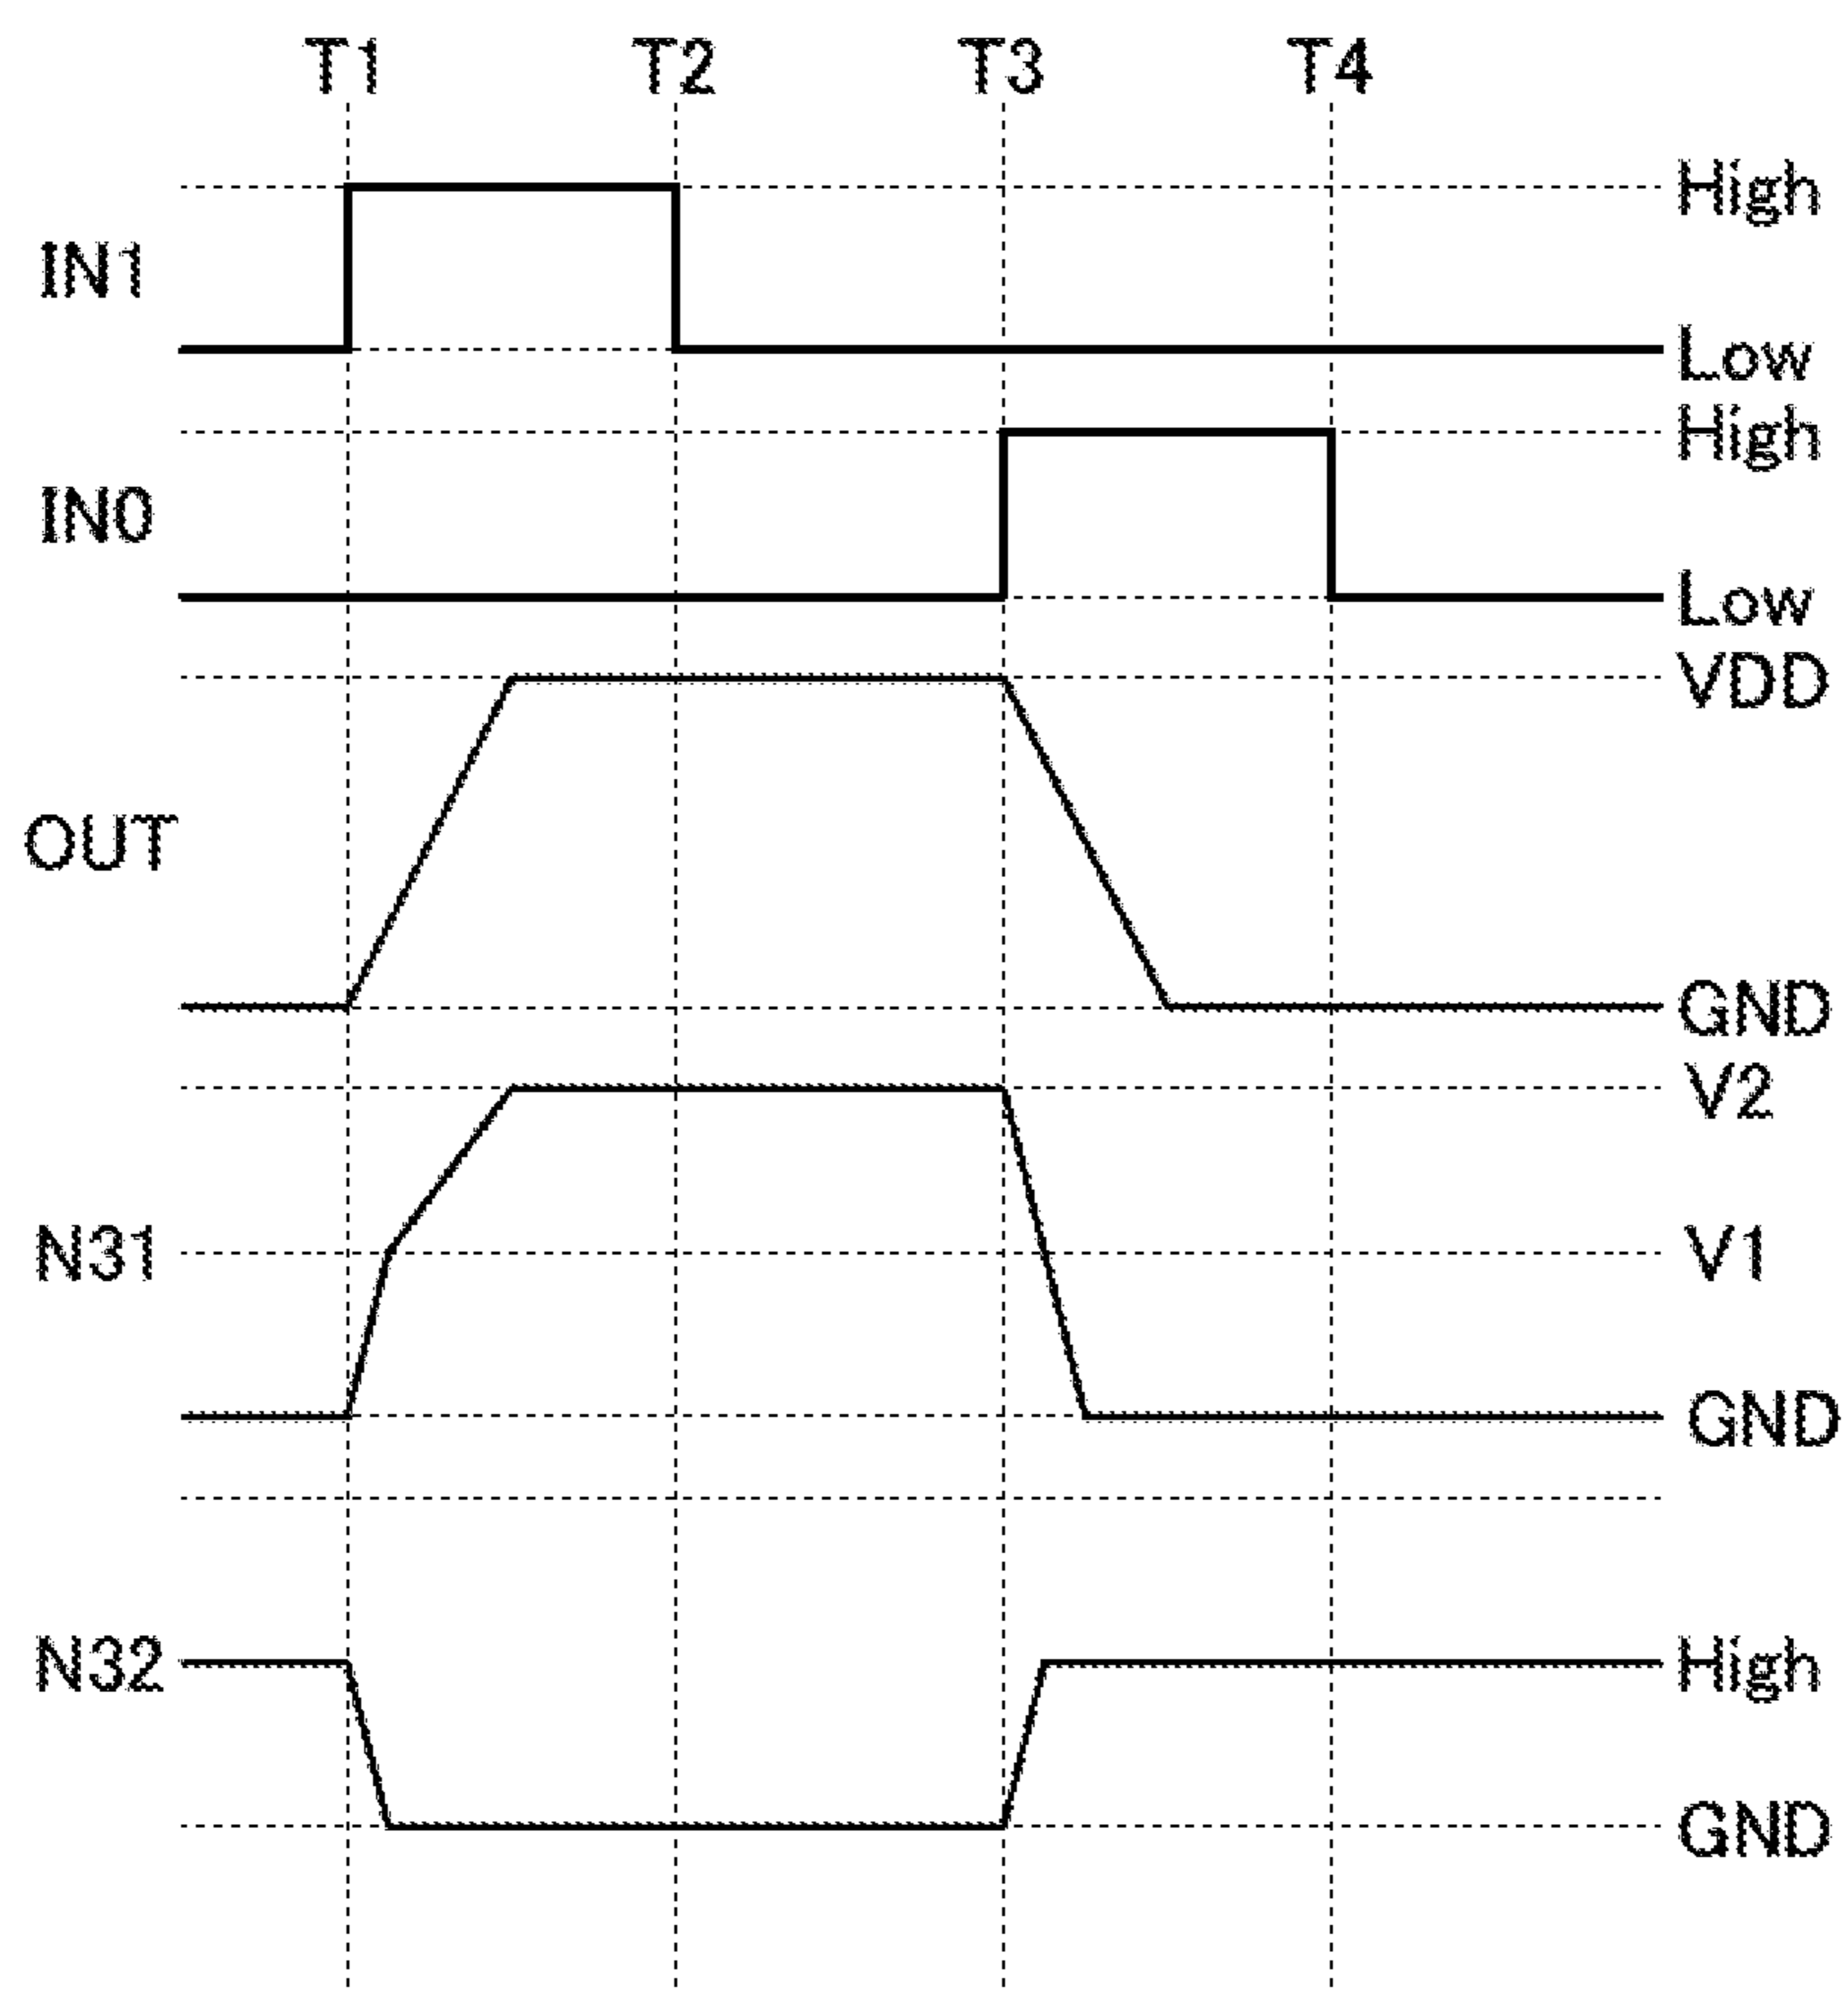 T1 T2 T3 T4
High
IN1
Low
High
IN0
Low
VDD
OUT
GND
V2
N31 V1
GND
N32 High
GND